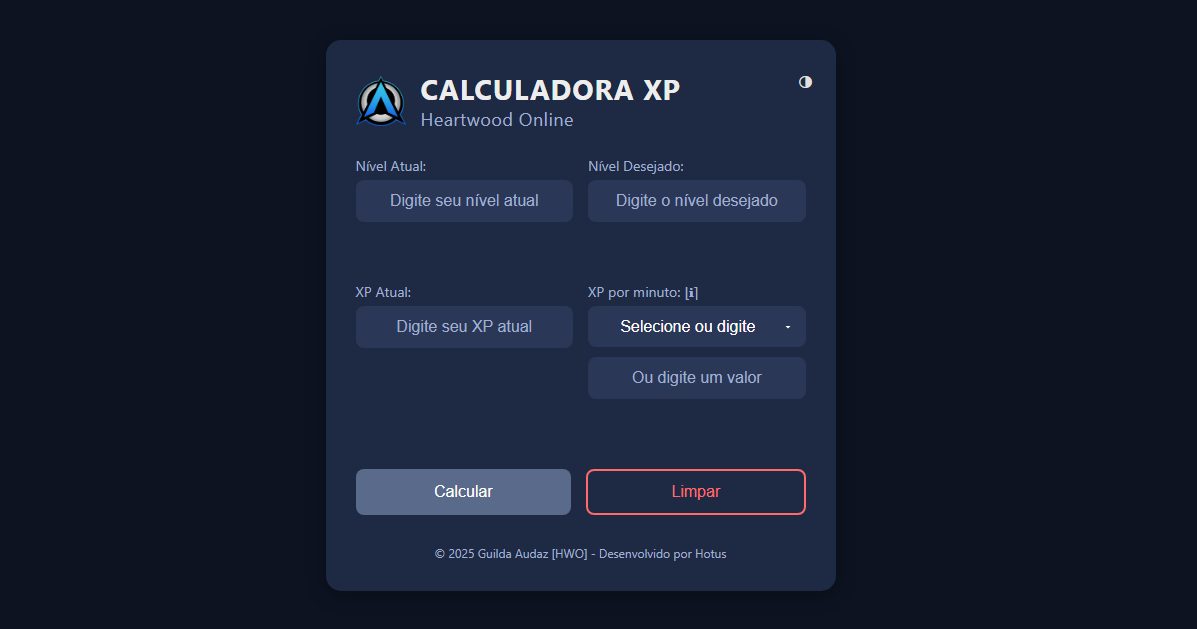 CALCULADORA XP
Heartwood Online
Nível Atual:
Digite seu nível atual
Nível Desejado:
Digite o nível desejado
XP Atual:
Digite seu XP atual
XP por minuto: [ℹ]
Selecione ou digite
Ou digite um valor
Calcular
Limpar
© 2025 Guilda Audaz [HWO] - Desenvolvido por Hotus